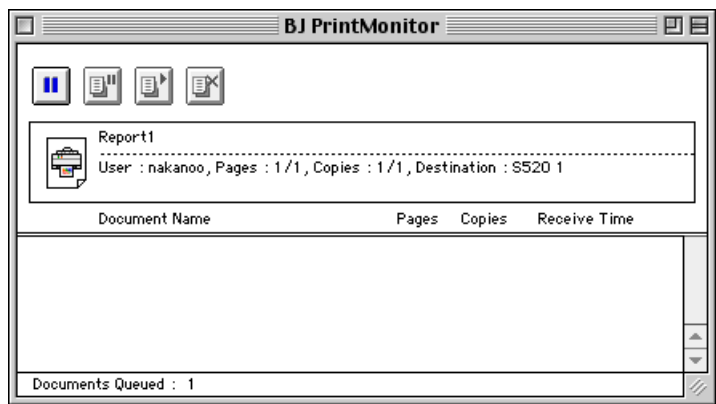 BJ PrintMonitor
Report1
User : nakanoo, Pages : 1/1, Copies : 1/1, Destination : S520 1
Document Name Pages Copies Receive Time
Documents Queued : 1